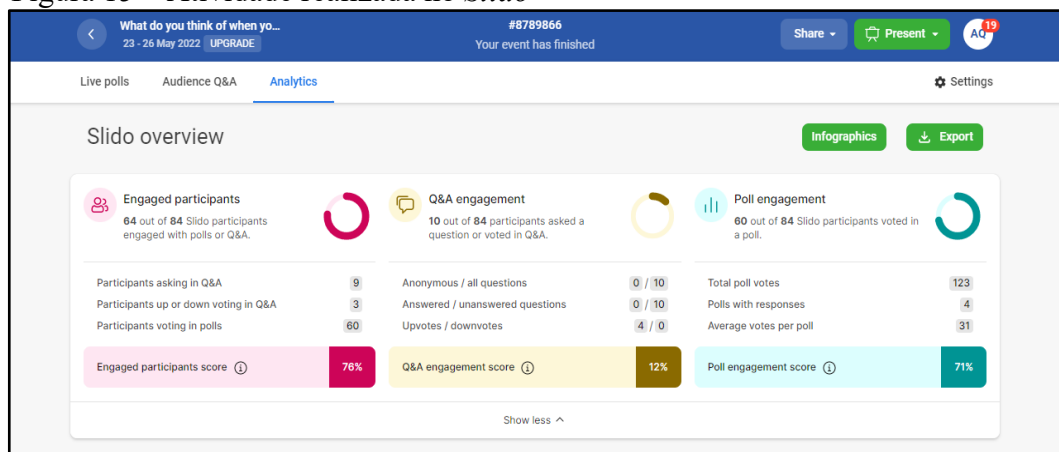 Figura 15 – Atividade realizada no Slido
What do you think of when yo...
23 - 26 May 2022 UPGRADE
#8789866
Your event has finished
Share
Present
AQ
19
Live polls
Audience Q&A
Analytics
Settings
Slido overview
Infographics
Export
Engaged participants
64 out of 84 Slido participants
engaged with polls or Q&A.
Participants asking in Q&A 9
Participants up or down voting in Q&A 3
Participants voting in polls 60
Engaged participants score 76%
Q&A engagement
10 out of 84 participants asked a
question or voted in Q&A.
Anonymous / all questions 0 / 10
Answered / unanswered questions 0 / 10
Upvotes / downvotes 4 / 0
Q&A engagement score 12%
Poll engagement
60 out of 84 Slido participants voted in
a poll.
Total poll votes 123
Polls with responses 4
Average votes per poll 31
Poll engagement score 71%
Show less